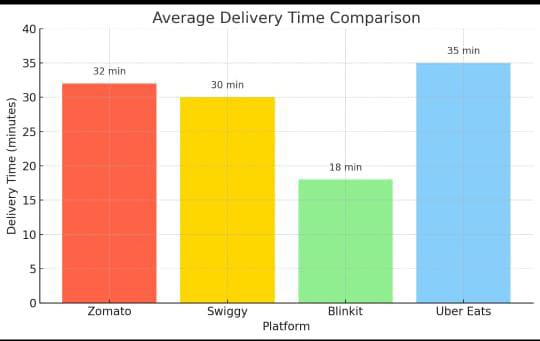 Average Delivery Time Comparison
40
35
30
25
20
15
10
5
0
Delivery Time (minutes)
32 min
30 min
18 min
35 min
Zomato
Swiggy
Blinkit
Uber Eats
Platform